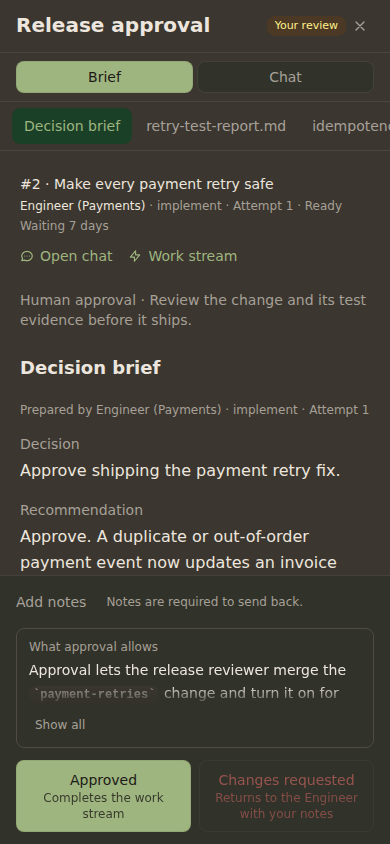 Release approval
Your review
Brief
Chat
Decision brief
retry-test-report.md
#2 · Make every payment retry safe
Engineer (Payments) · implement · Attempt 1 · Ready
Waiting 7 days
Open chat
Work stream
Human approval · Review the change and its test
evidence before it ships.
Decision brief
Prepared by Engineer (Payments) · implement · Attempt 1
Decision
Approve shipping the payment retry fix.
Recommendation
Approve. A duplicate or out-of-order
payment event now updates an invoice
Add notes
Notes are required to send back.
What approval allows
Approval lets the release reviewer merge the
`payment-retries` change and turn it on for
Show all
Approved
Completes the work
stream
Changes requested
Returns to the Engineer
with your notes